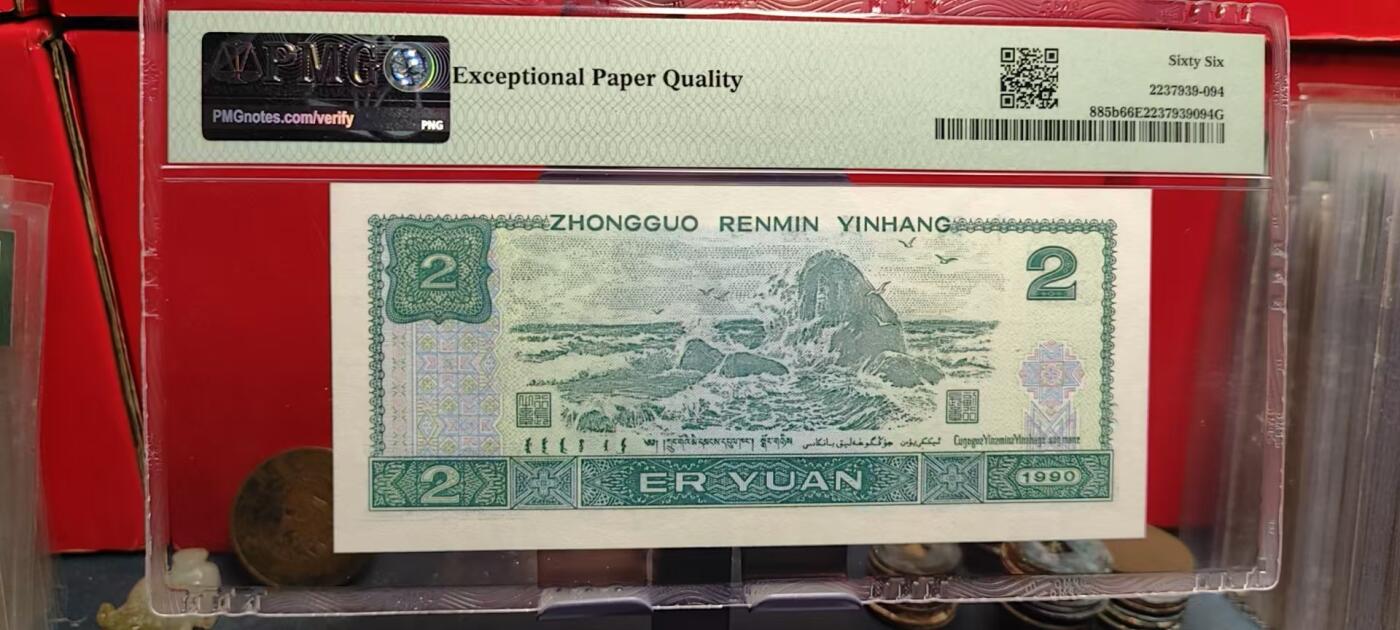 PMG
PMGnotes.com/verify
PNG
Exceptional Paper Quality
Sixty Six
2237939-094
885b66E2237939094G
ZHONGGUO RENMIN YINHANG
2
2
2
ER YUAN
1990